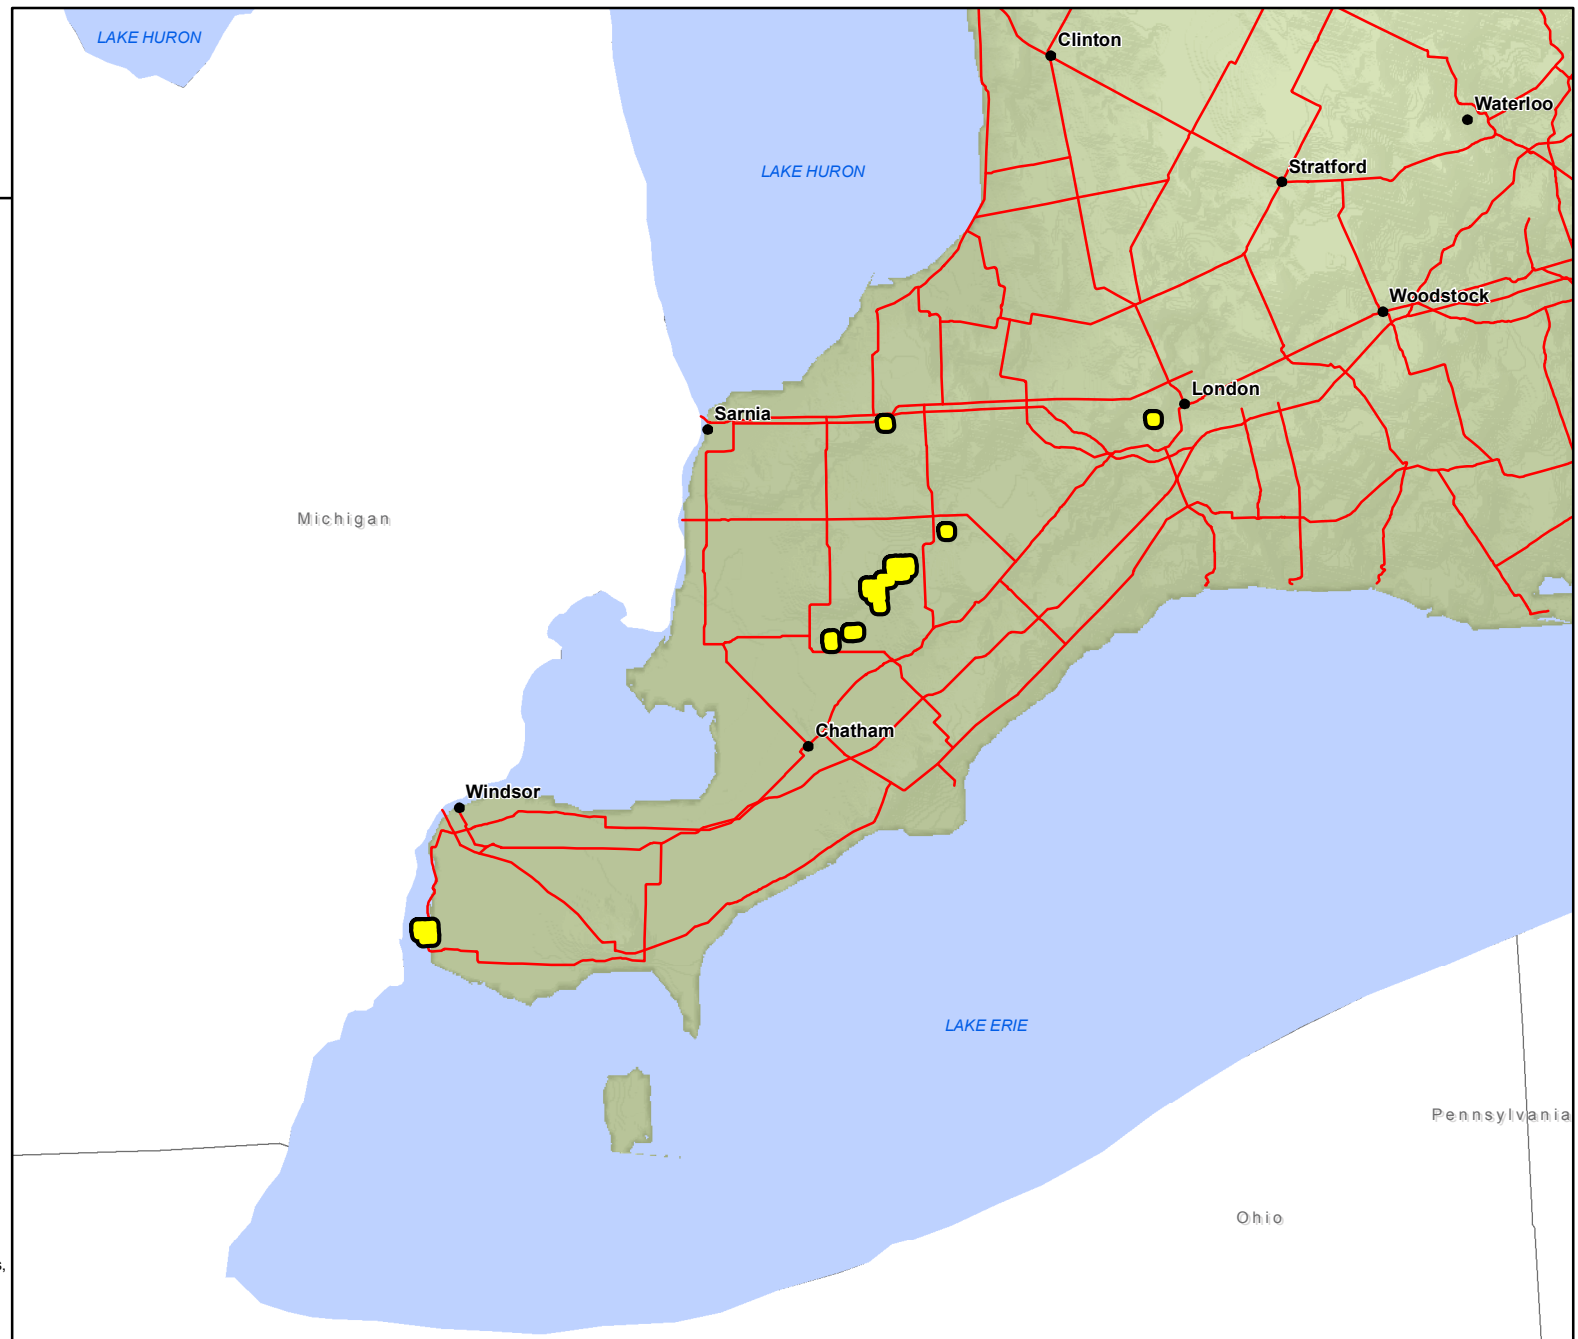 LAKE HURON
Clinton
Waterloo
LAKE HURON
Stratford
Woodstock
London
Sarnia
Michigan
Chatham
Windsor
LAKE ERIE
Pennsylvania
Ohio
s,